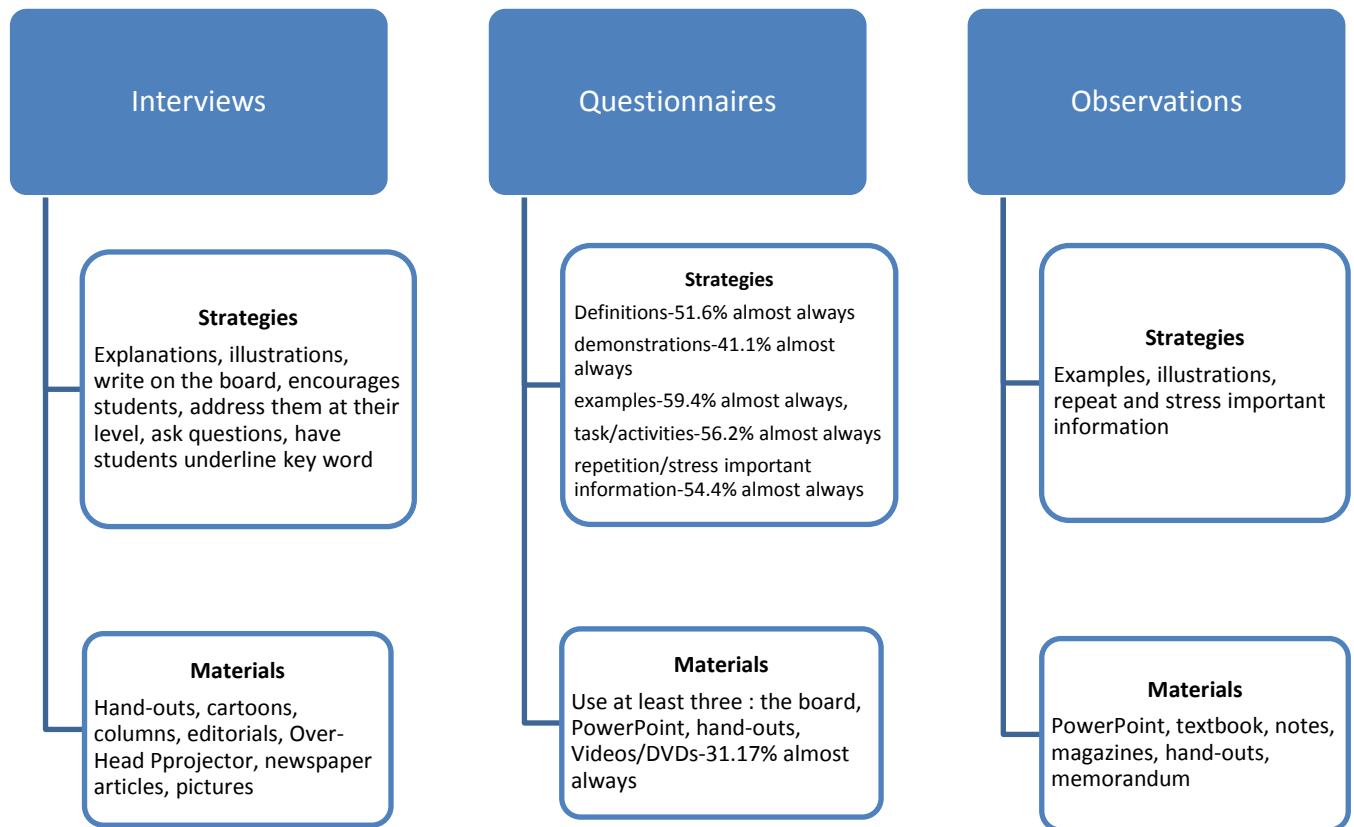 Interviews
Strategies
Explanations, illustrations,
write on the board, encourages
students, address them at their
level, ask questions, have
students underline key word
Materials
Hand-outs, cartoons,
columns, editorials, Over-
Head Pprojector, newspaper
articles, pictures
Questionnaires
Strategies
Definitions-51.6% almost always
demonstrations-41.1% almost
always
examples-59.4% almost always,
task/activities-56.2% almost always
repetition/stress important
information-54.4% almost always
Materials
Use at least three : the board,
PowerPoint, hand-outs,
Videos/DVDs-31.17% almost
always
Observations
Strategies
Examples, illustrations,
repeat and stress important
information
Materials
PowerPoint, textbook, notes,
magazines, hand-outs,
memorandum